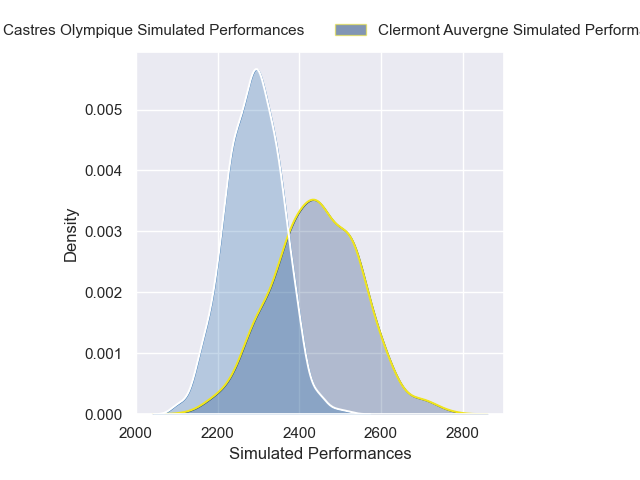 Castres Olympique Simulated Performances
Clermont Auvergne Simulated
0.005
0.004
0.003
0.002
0.001
0.000
Density
2000 2200 2400 2600 2800
Simulated Performances